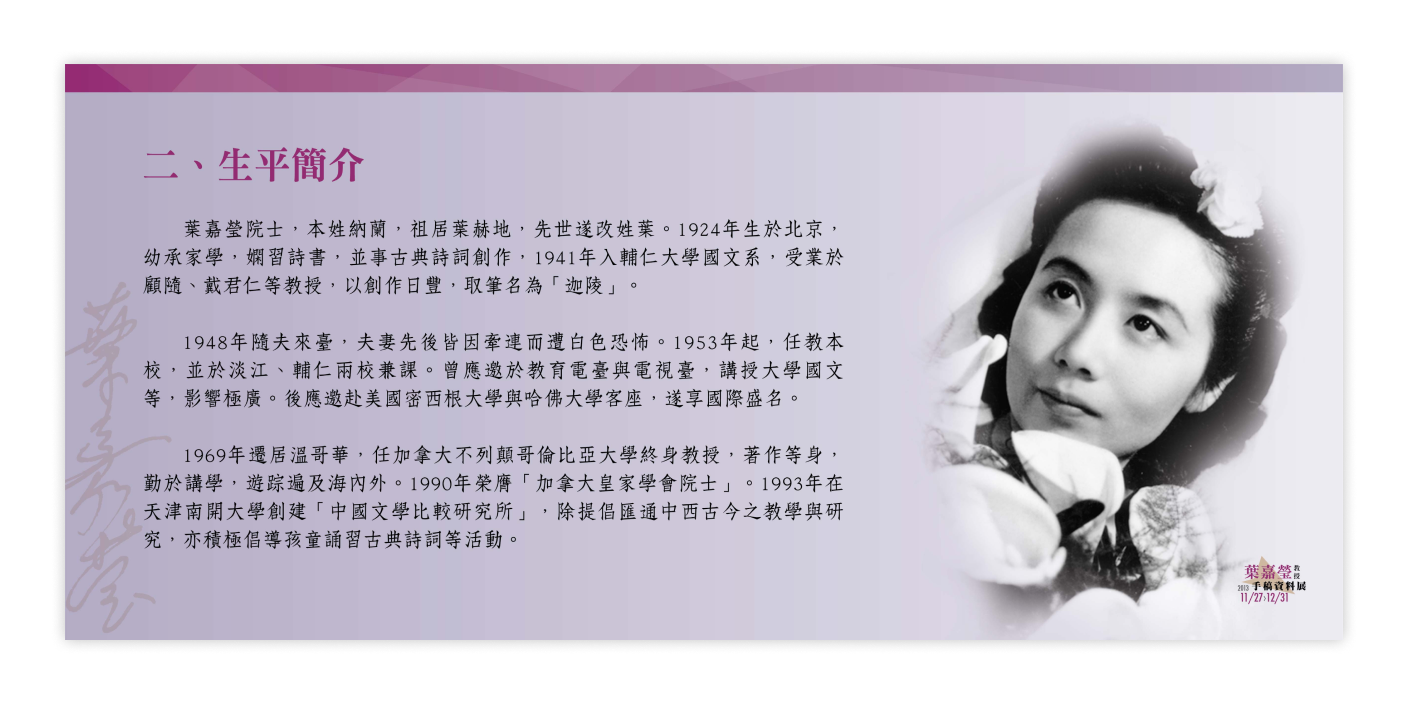 二、生平簡介
葉嘉瑩院士，本姓納蘭，祖居葉赫地，先世遂改姓葉。1924年生於北京，
幼承家學，嫻習詩書，並事古典詩詞創作，1941年入輔仁大學國文系，受業於
顧隨、戴君仁等教授，以創作日豐，取筆名為「迦陵」。
1948年隨夫來臺，夫妻先後皆因牽連而遭白色恐怖。1953年起，任教本
校，並於淡江、輔仁兩校兼課。曾應邀於教育電臺與電視臺，講授大學國文
等，影響極廣。後應邀赴美國密西根大學與哈佛大學客座，遂享國際盛名。
1969年還居溫哥華，任加拿大不列顛哥倫比亞大學終身教授，著作等身，
勤於講學，遊踪遍及海內外。1990年榮膺「加拿大皇家學會院士」。1993年在
天津南開大學創建「中國文學比較研究所」，除提倡匯通中西古今之教學與研
究，亦積極倡導孩童誦習古典詩詞等活動。
葉嘉瑩
葉嘉瑩教授
2013 手稿資料展
11/27>12/31